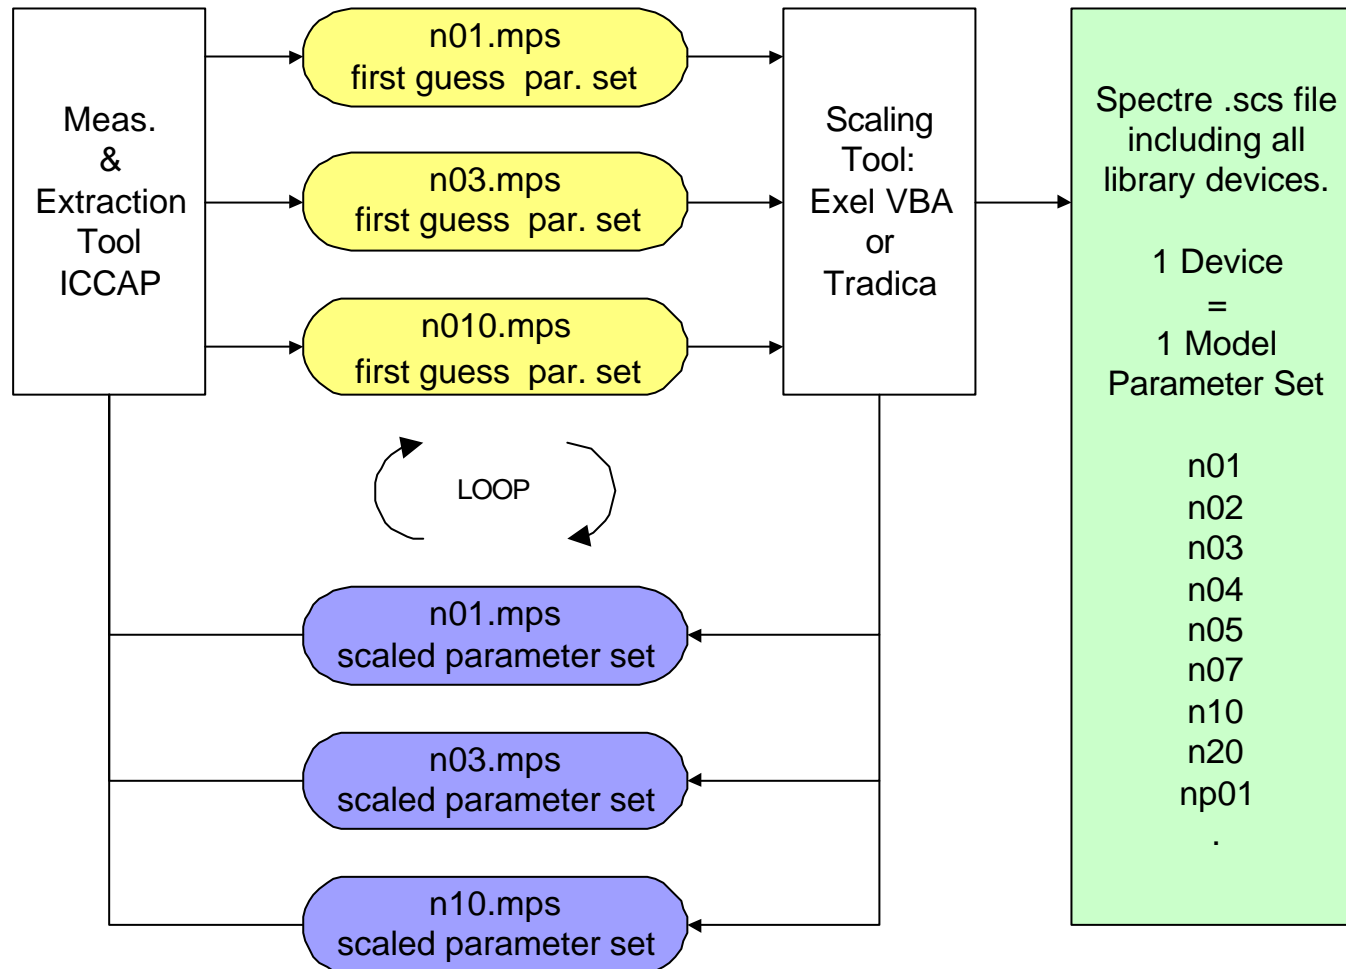 Meas.
&
Extraction
Tool
ICCAP
n01.mps
first guess  par. set
n03.mps
first guess  par. set
n010.mps
first guess  par. set
Scaling
Tool:
Exel VBA
or
Tradica
Spectre .scs file
including all
library devices.
1 Device
=
1 Model
Parameter Set
n01
n02
n03
n04
n05
n07
n10
n20
np01
.
LOOP
n01.mps
scaled parameter set
n03.mps
scaled parameter set
n10.mps
scaled parameter set